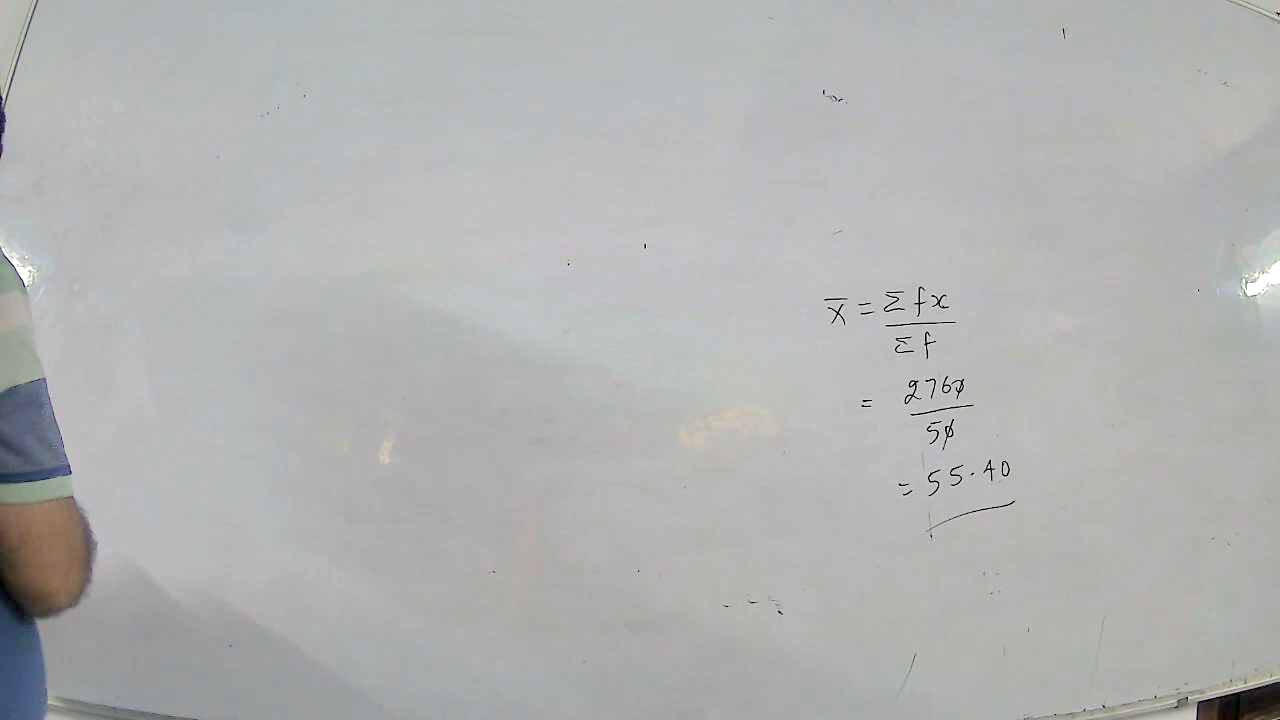 X̄ = Σfx / Σf
= 2760 / 50
= 55.40